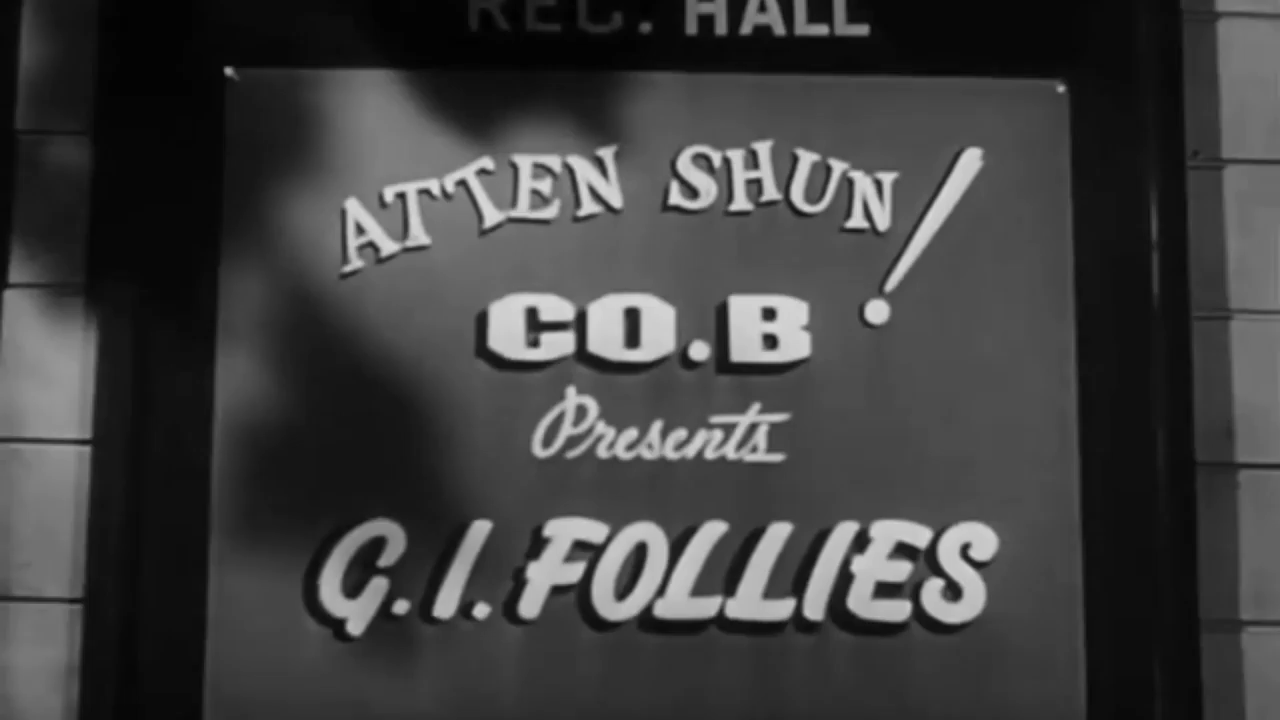 REC. HALL
ATTEN SHUN!
CO.B
Presents
G.I. FOLLIES